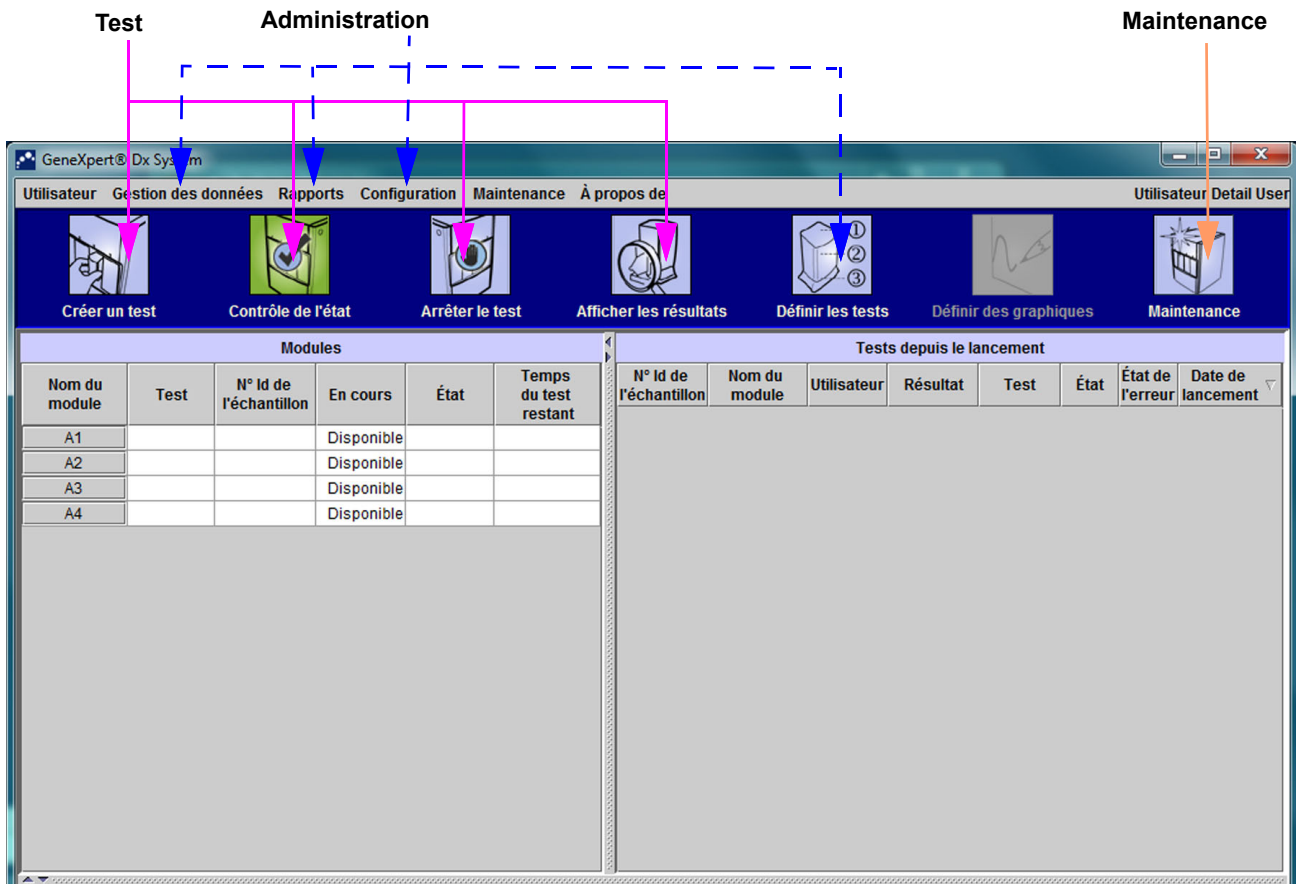 Test
Administration
Maintenance
GeneXpert® Dx System
Utilisateur Gestion des données Rapports Configuration Maintenance À propos de Utilisateur Detail User
Créer un test
Contrôle de l'état
Arrêter le test
Afficher les résultats
① ② ③
Définir les tests
Définir des graphiques
Maintenance
Modules
Nom du module
Test
N° Id de l'échantillon
En cours
État
Temps du test restant
A1 Disponible
A2 Disponible
A3 Disponible
A4 Disponible
Tests depuis le lancement
N° Id de l'échantillon
Nom du module
Utilisateur
Résultat
Test
État
État de l'erreur
Date de lancement